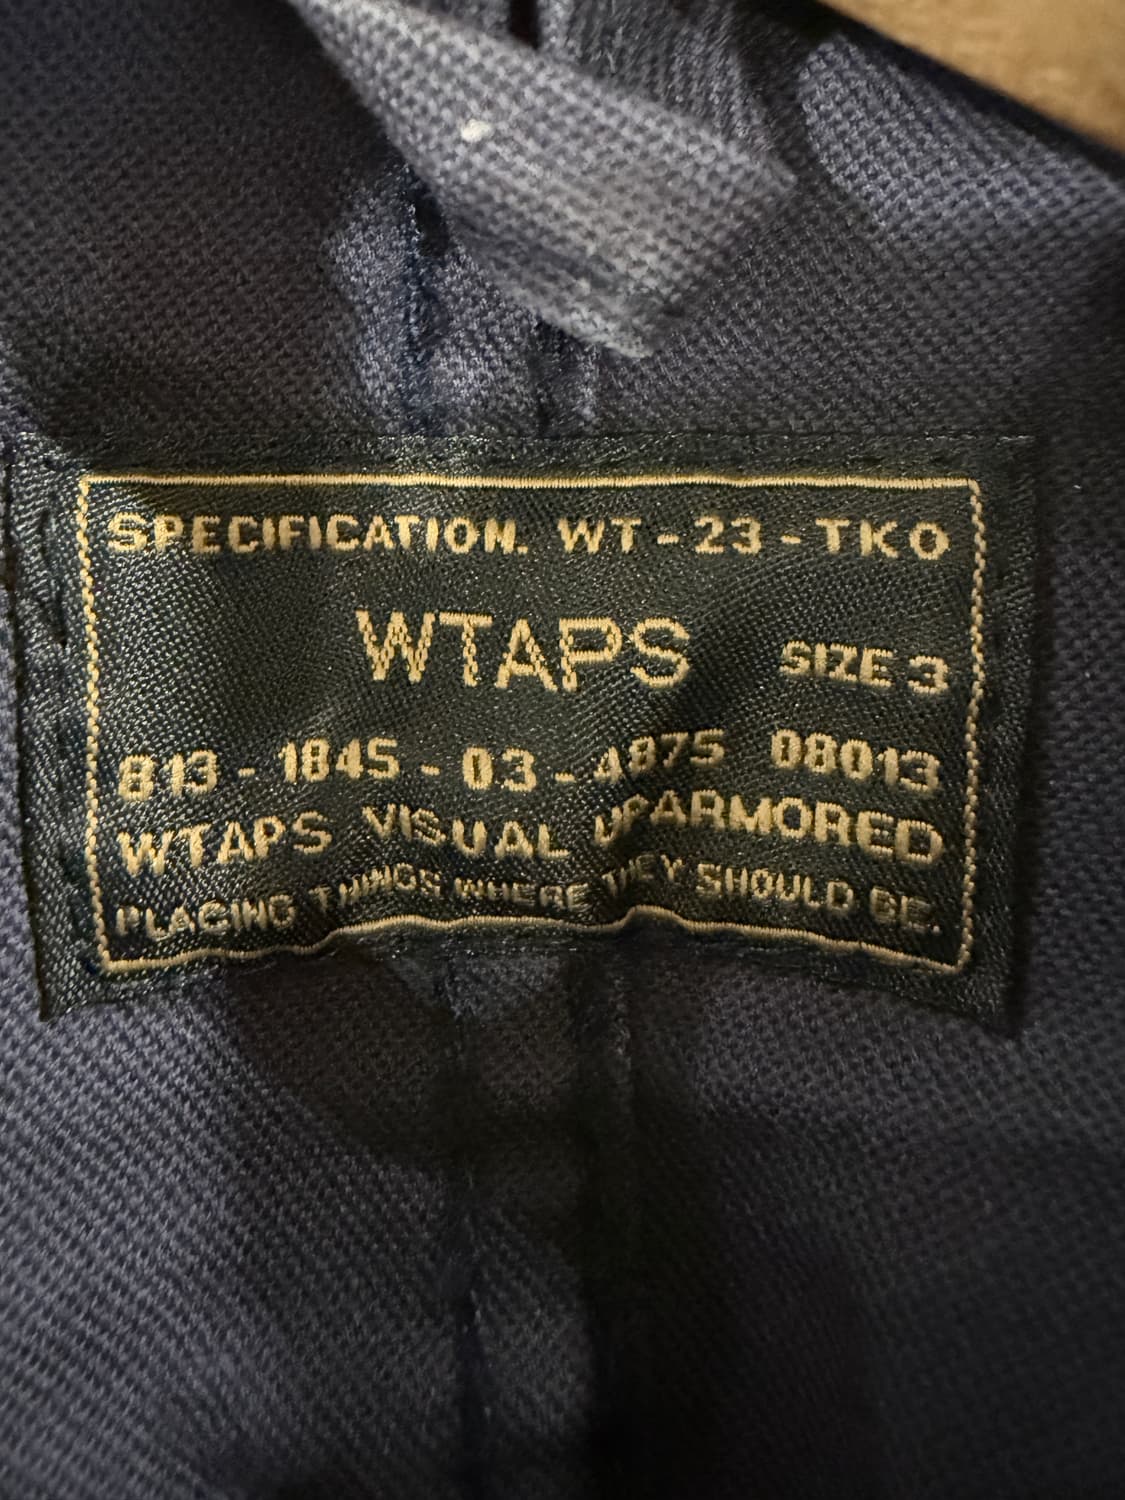 SPECIFICATION. WT-23-TKO
WTAPS SIZE 3
813-1845-03-4875 08013
WTAPS VISUAL UPARMORED
PLACING THINGS WHERE THEY SHOULD BE.